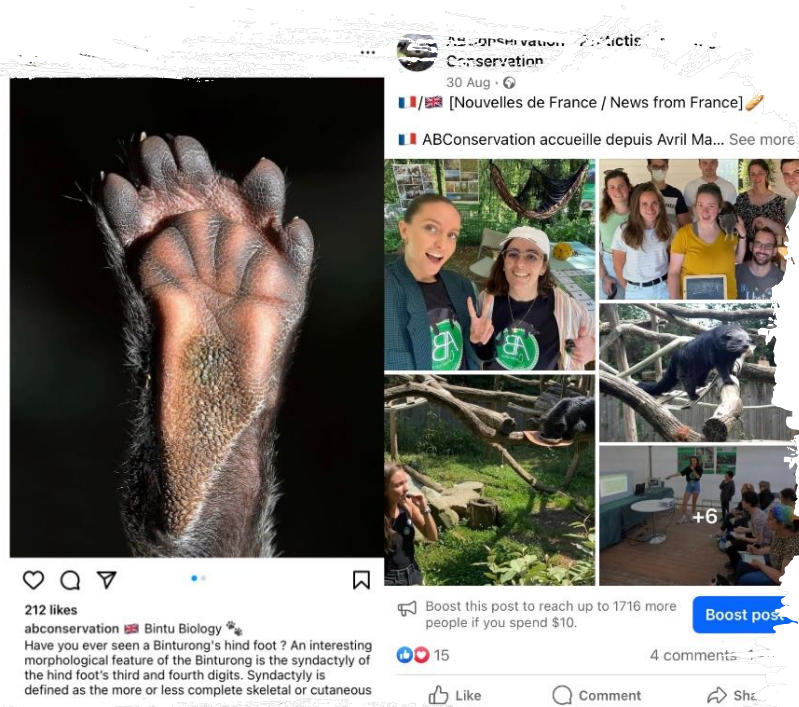 212 likes
abconservation 🇬🇧 Bintu Biology 🐾
Have you ever seen a Binturong's hind foot ? An interesting
morphological feature of the Binturong is the syndactyly of
the hind foot's third and fourth digits. Syndactyly is
defined as the more or less complete skeletal or cutaneous
ABConservation
Conservation
30 Aug ·
🇫🇷/🇬🇧 [Nouvelles de France / News from France]🥖
🇫🇷 ABConservation accueille depuis Avril Ma... See more
AB
AB
+6
Boost this post to reach up to 1716 more
people if you spend $10.
Boost post
15
4 comments
Like
Comment